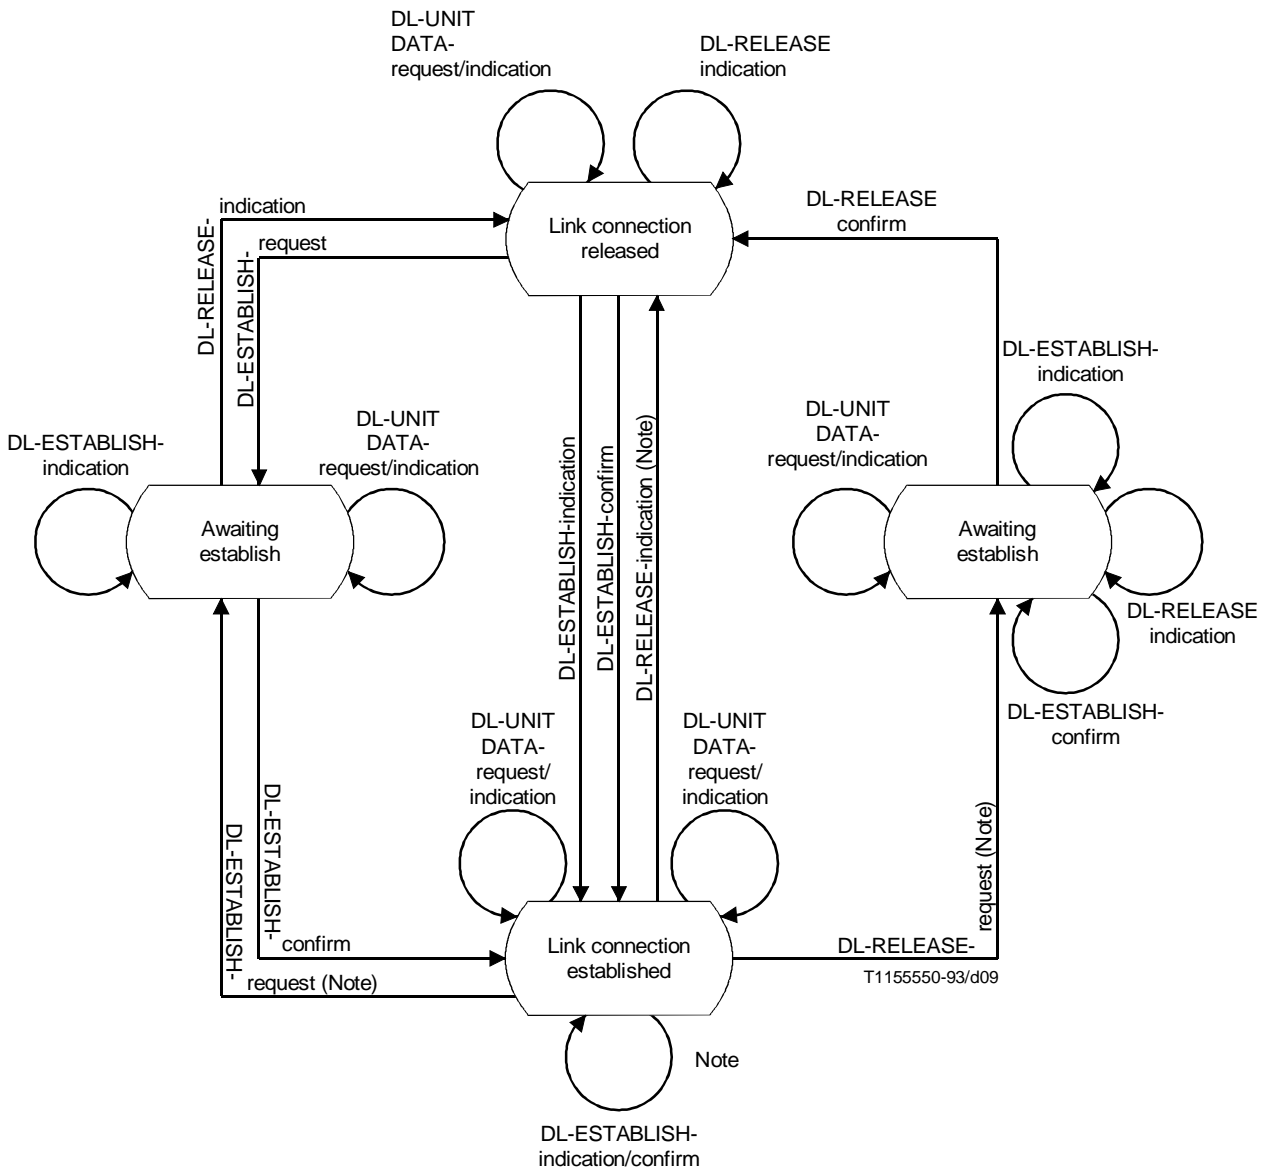 DL-UNIT
DATA-
request/indication
DL-RELEASE
indication
indication
DL-RELEASE-
request
DL-ESTABLISH-
Link connection
released
DL-RELEASE
confirm
DL-ESTABLISH-
indication
DL-ESTABLISH-
indication
DL-UNIT
DATA-
request/indication
DL-UNIT
DATA-
request/indication
Awaiting
establish
DL-ESTABLISH-indication
DL-ESTABLISH-confirm
DL-RELEASE-indication (Note)
Awaiting
establish
DL-RELEASE
indication
DL-ESTABLISH-
confirm
DL-UNIT
DATA-
request/
indication
DL-UNIT
DATA-
request/
indication
DL-ESTABLISH-
confirm
DL-ESTABLISH-
request (Note)
Link connection
established
DL-RELEASE-
request (Note)
T1155550-93/d09
Note
DL-ESTABLISH-
indication/confirm